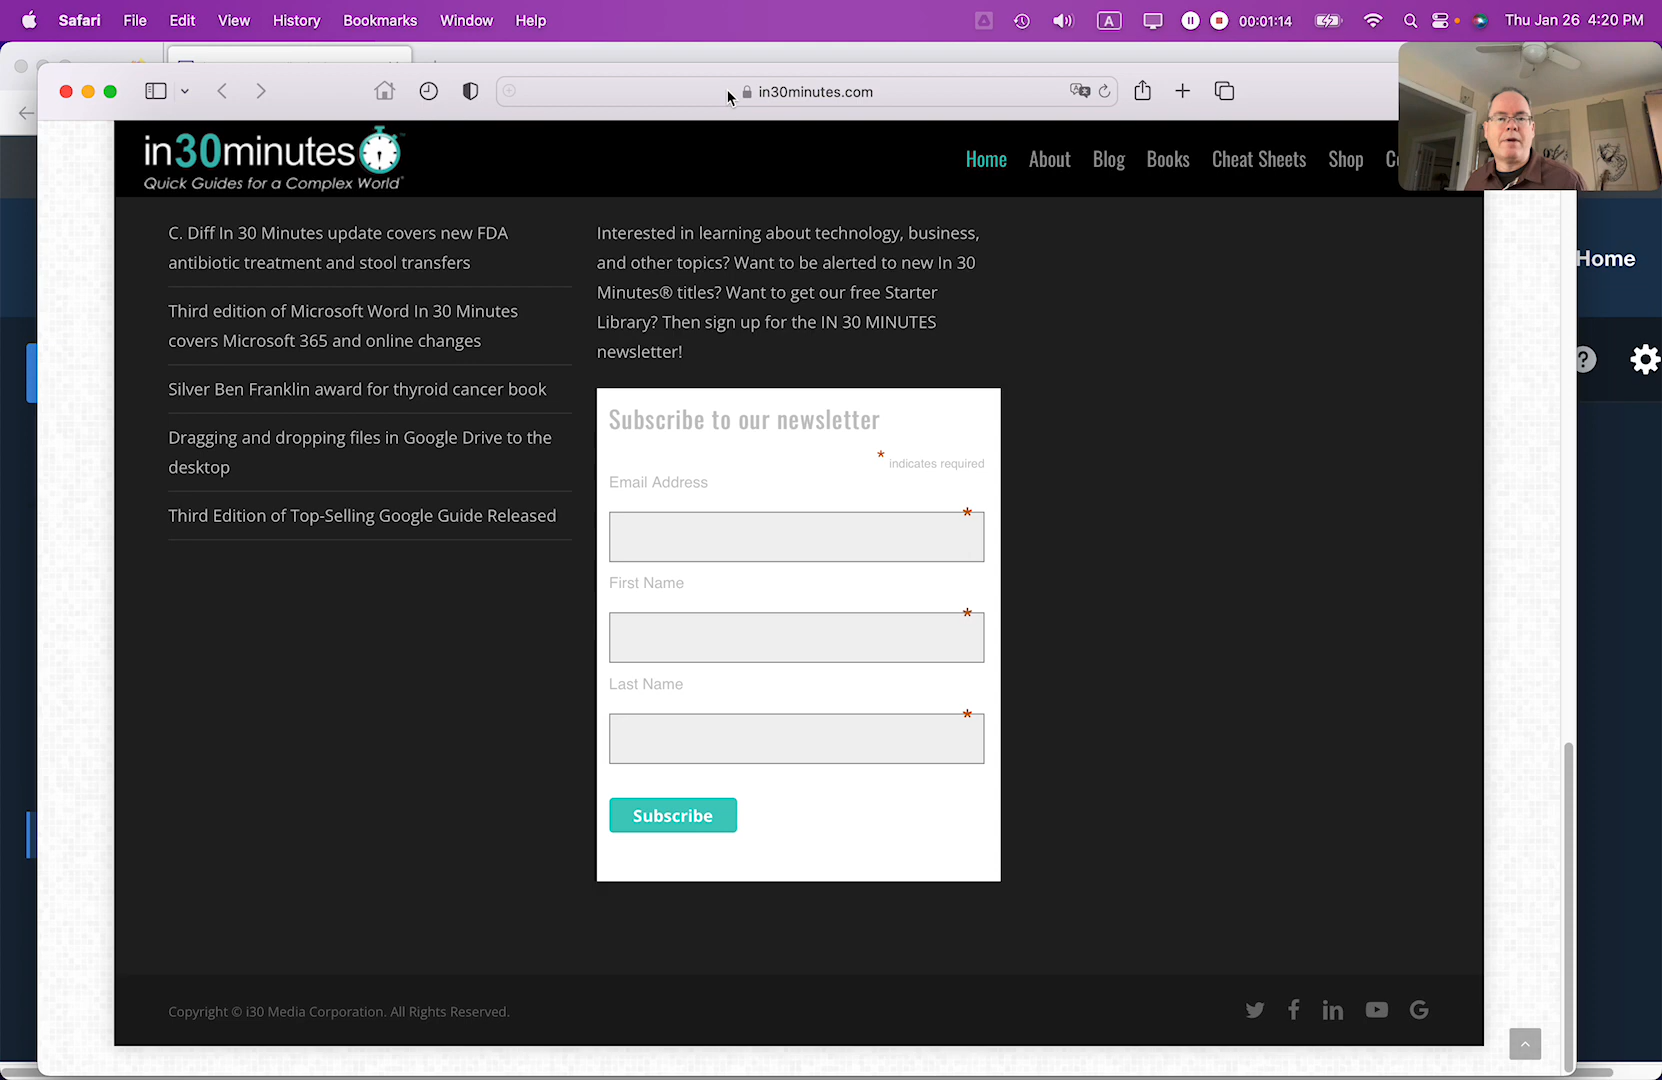 Safari File Edit View History Bookmarks Window Help
A
00:01:14
Thu Jan 26 4:20 PM
in30minutes.com
in30minutes
Quick Guides for a Complex World
Home About Blog Books Cheat Sheets Shop
C. Diff In 30 Minutes update covers new FDA
antibiotic treatment and stool transfers
Third edition of Microsoft Word In 30 Minutes
covers Microsoft 365 and online changes
Silver Ben Franklin award for thyroid cancer book
Dragging and dropping files in Google Drive to the
desktop
Third Edition of Top-Selling Google Guide Released
Interested in learning about technology, business,
and other topics? Want to be alerted to new In 30
Minutes® titles? Want to get our free Starter
Library? Then sign up for the IN 30 MINUTES
newsletter!
Subscribe to our newsletter
* indicates required
Email Address
*
First Name
*
Last Name
*
Subscribe
Home
?
Copyright © i30 Media Corporation. All Rights Reserved.